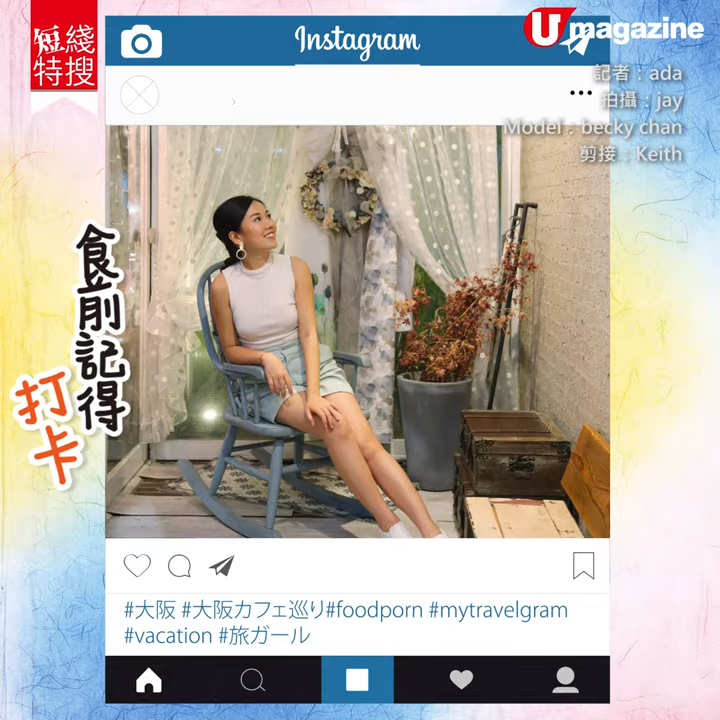 短綫
特搜
Instagram
U magazine
記者：ada
拍攝：jay
Model：becky chan
剪接：Keith
食前記得
打卡
#大阪 #大阪カフェ巡り#foodporn #mytravelgram
#vacation #旅ガール